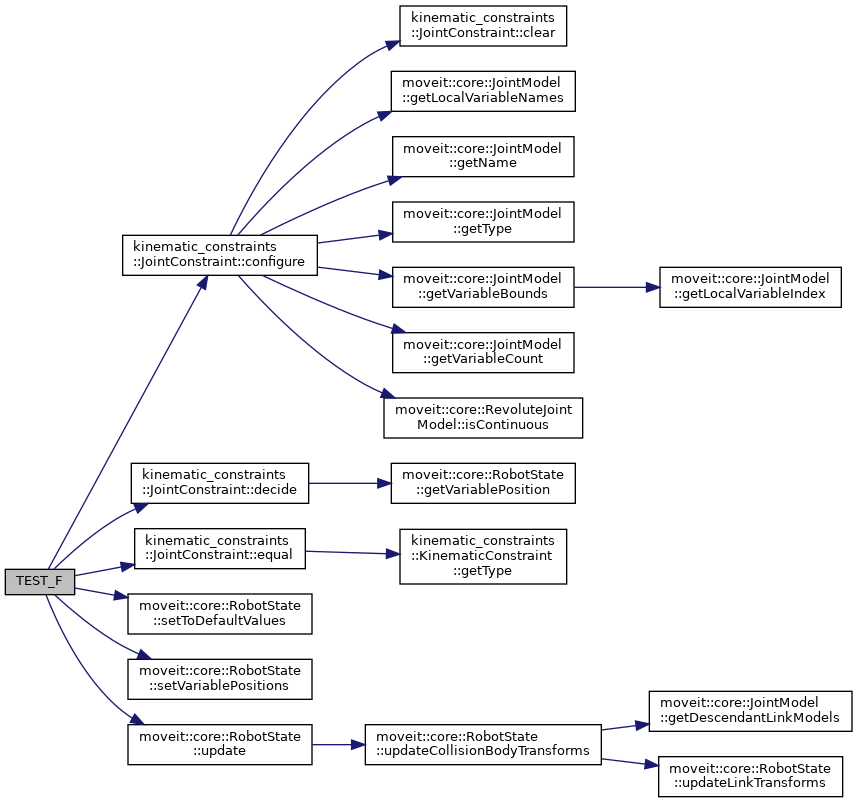 TEST_F
kinematic_constraints
::JointConstraint::configure
kinematic_constraints
::JointConstraint::clear
moveit::core::JointModel
::getLocalVariableNames
moveit::core::JointModel
::getName
moveit::core::JointModel
::getType
moveit::core::JointModel
::getVariableBounds
moveit::core::JointModel
::getLocalVariableIndex
moveit::core::JointModel
::getVariableCount
moveit::core::RevoluteJoint
Model::isContinuous
kinematic_constraints
::JointConstraint::decide
moveit::core::RobotState
::getVariablePosition
kinematic_constraints
::JointConstraint::equal
kinematic_constraints
::KinematicConstraint
::getType
moveit::core::RobotState
::setToDefaultValues
moveit::core::RobotState
::setVariablePositions
moveit::core::RobotState
::update
moveit::core::RobotState
::updateCollisionBodyTransforms
moveit::core::JointModel
::getDescendantLinkModels
moveit::core::RobotState
::updateLinkTransforms